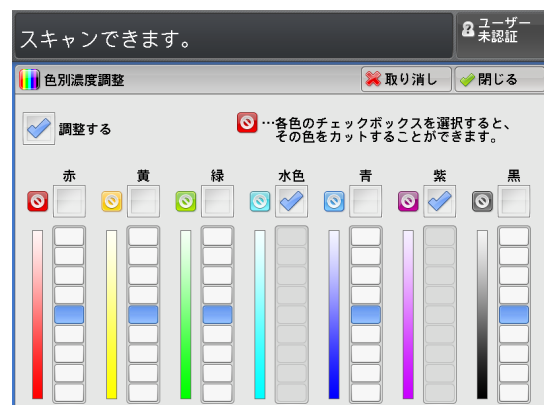 スキャンできます。
ユーザー
未認証
色別濃度調整
取り消し
閉じる
調整する
…各色のチェックボックスを選択すると、
その色をカットすることができます。
赤 黄 緑 水色 青 紫 黒